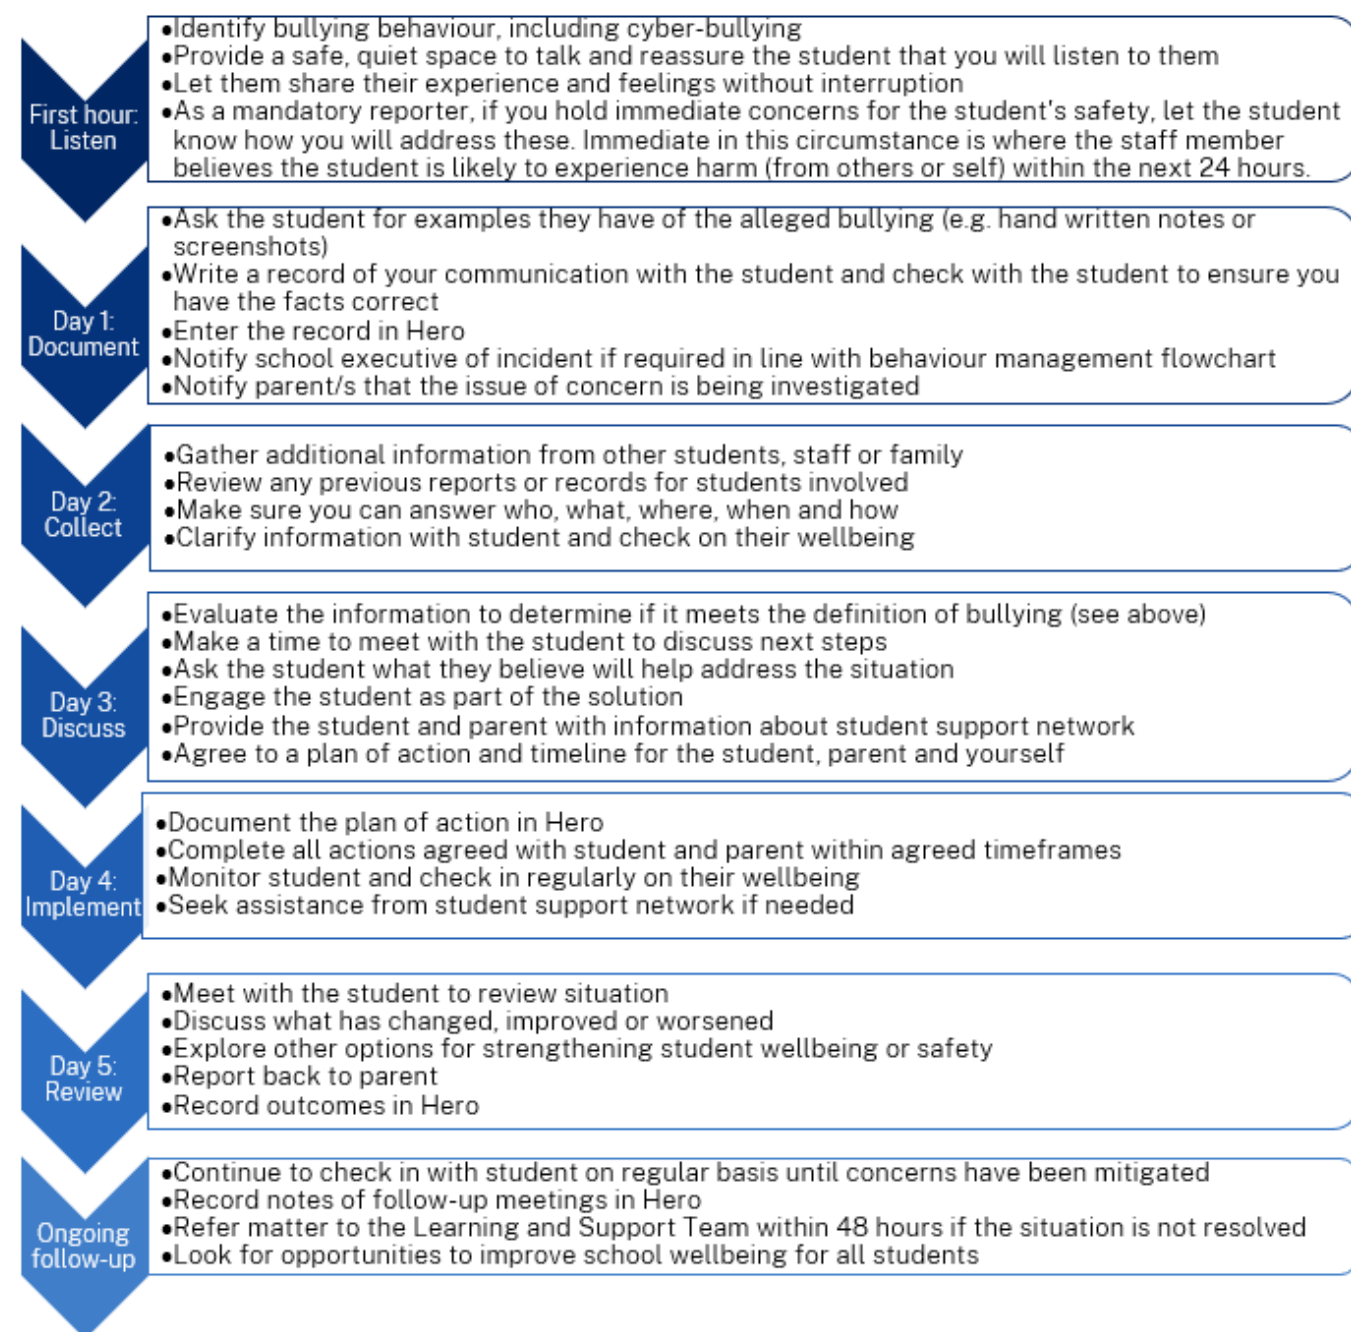 First hour:
Listen
•Identify bullying behaviour, including cyber-bullying
•Provide a safe, quiet space to talk and reassure the student that you will listen to them
•Let them share their experience and feelings without interruption
•As a mandatory reporter, if you hold immediate concerns for the student's safety, let the student
know how you will address these. Immediate in this circumstance is where the staff member
believes the student is likely to experience harm (from others or self) within the next 24 hours.
Day 1:
Document
•Ask the student for examples they have of the alleged bullying (e.g. hand written notes or
screenshots)
•Write a record of your communication with the student and check with the student to ensure you
have the facts correct
•Enter the record in Hero
•Notify school executive of incident if required in line with behaviour management flowchart
•Notify parent/s that the issue of concern is being investigated
Day 2:
Collect
•Gather additional information from other students, staff or family
•Review any previous reports or records for students involved
•Make sure you can answer who, what, where, when and how
•Clarify information with student and check on their wellbeing
Day 3:
Discuss
•Evaluate the information to determine if it meets the definition of bullying (see above)
•Make a time to meet with the student to discuss next steps
•Ask the student what they believe will help address the situation
•Engage the student as part of the solution
•Provide the student and parent with information about student support network
•Agree to a plan of action and timeline for the student, parent and yourself
Day 4:
Implement
•Document the plan of action in Hero
•Complete all actions agreed with student and parent within agreed timeframes
•Monitor student and check in regularly on their wellbeing
•Seek assistance from student support network if needed
Day 5:
Review
•Meet with the student to review situation
•Discuss what has changed, improved or worsened
•Explore other options for strengthening student wellbeing or safety
•Report back to parent
•Record outcomes in Hero
Ongoing
follow-up
•Continue to check in with student on regular basis until concerns have been mitigated
•Record notes of follow-up meetings in Hero
•Refer matter to the Learning and Support Team within 48 hours if the situation is not resolved
•Look for opportunities to improve school wellbeing for all students